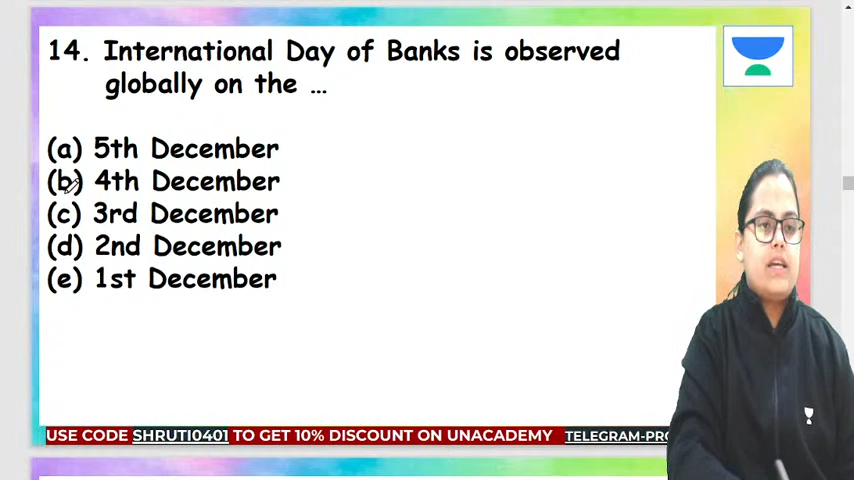 14. International Day of Banks is observed
globally on the ...
(a) 5th December
(b) 4th December
(c) 3rd December
(d) 2nd December
(e) 1st December
USE CODE SHRUTI0401 TO GET 10% DISCOUNT ON UNACADEMY TELEGRAM-PRO